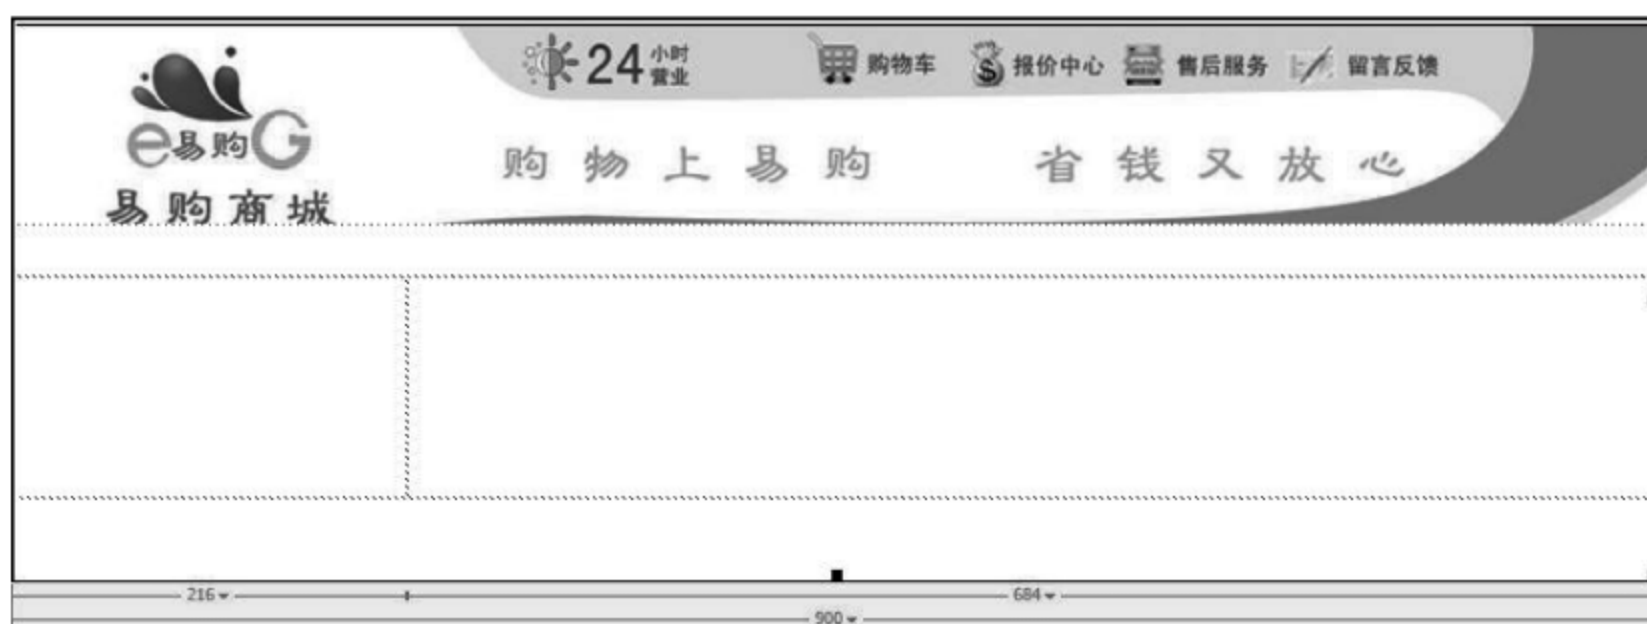 24 小时营业 购物车 报价中心 售后服务 留言反馈
e易购G
购物上易购 省钱又放心
易购商城
216 684
900